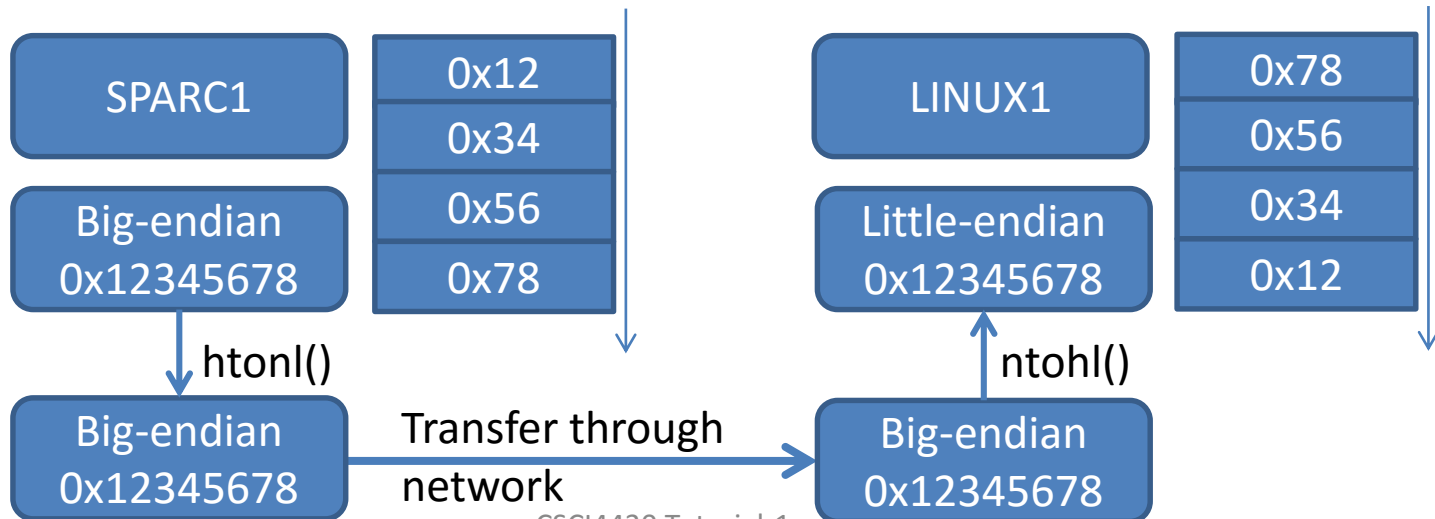 SPARC1
0x12
0x34
0x56
0x78
Big-endian
0x12345678
htonl()
Big-endian
0x12345678
Transfer through
network
LINUX1
0x78
0x56
0x34
0x12
Little-endian
0x12345678
ntohl()
Big-endian
0x12345678